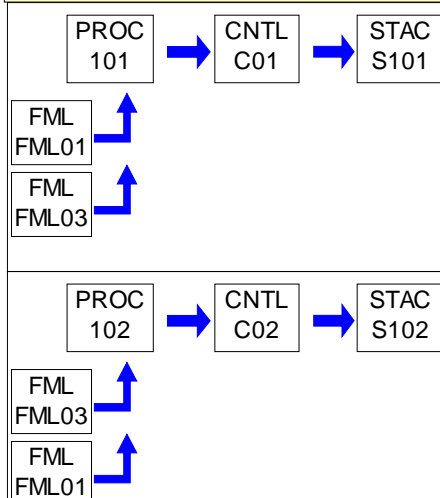 PROC
101
CNTL
C01
STAC
S101
FML
FML01
FML
FML03
PROC
102
CNTL
C02
STAC
S102
FML
FML03
FML
FML01